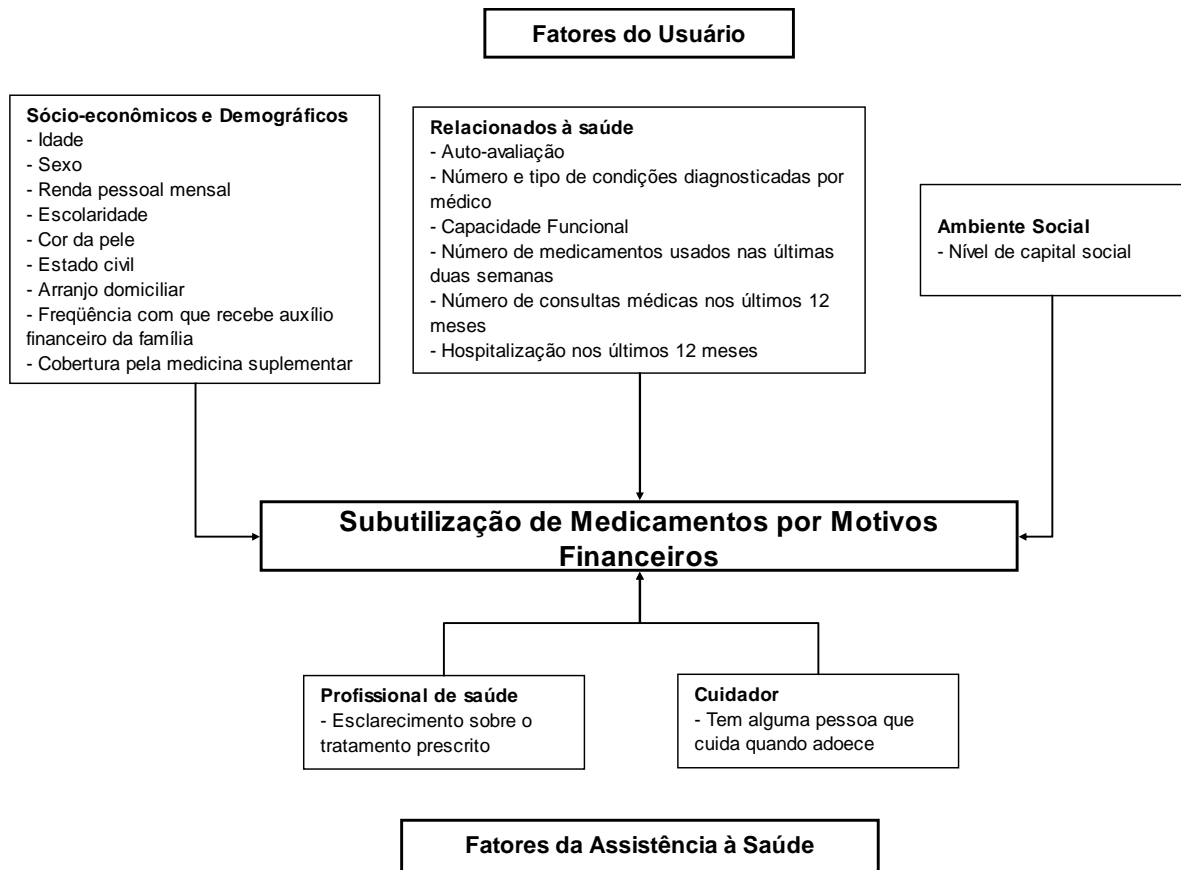 Fatores do Usuário
Sócio-econômicos e Demográficos
- Idade
- Sexo
- Renda pessoal mensal
- Escolaridade
- Cor da pele
- Estado civil
- Arranjo domiciliar
- Freqüência com que recebe auxílio
financeiro da família
- Cobertura pela medicina suplementar
Relacionados à saúde
- Auto-avaliação
- Número e tipo de condições diagnosticadas por
médico
- Capacidade Funcional
- Número de medicamentos usados nas últimas
duas semanas
- Número de consultas médicas nos últimos 12
meses
- Hospitalização nos últimos 12 meses
Ambiente Social
- Nível de capital social
Subutilização de Medicamentos por Motivos
Financeiros
Profissional de saúde
- Esclarecimento sobre o
tratamento prescrito
Cuidador
- Tem alguma pessoa que
cuida quando adoece
Fatores da Assistência à Saúde